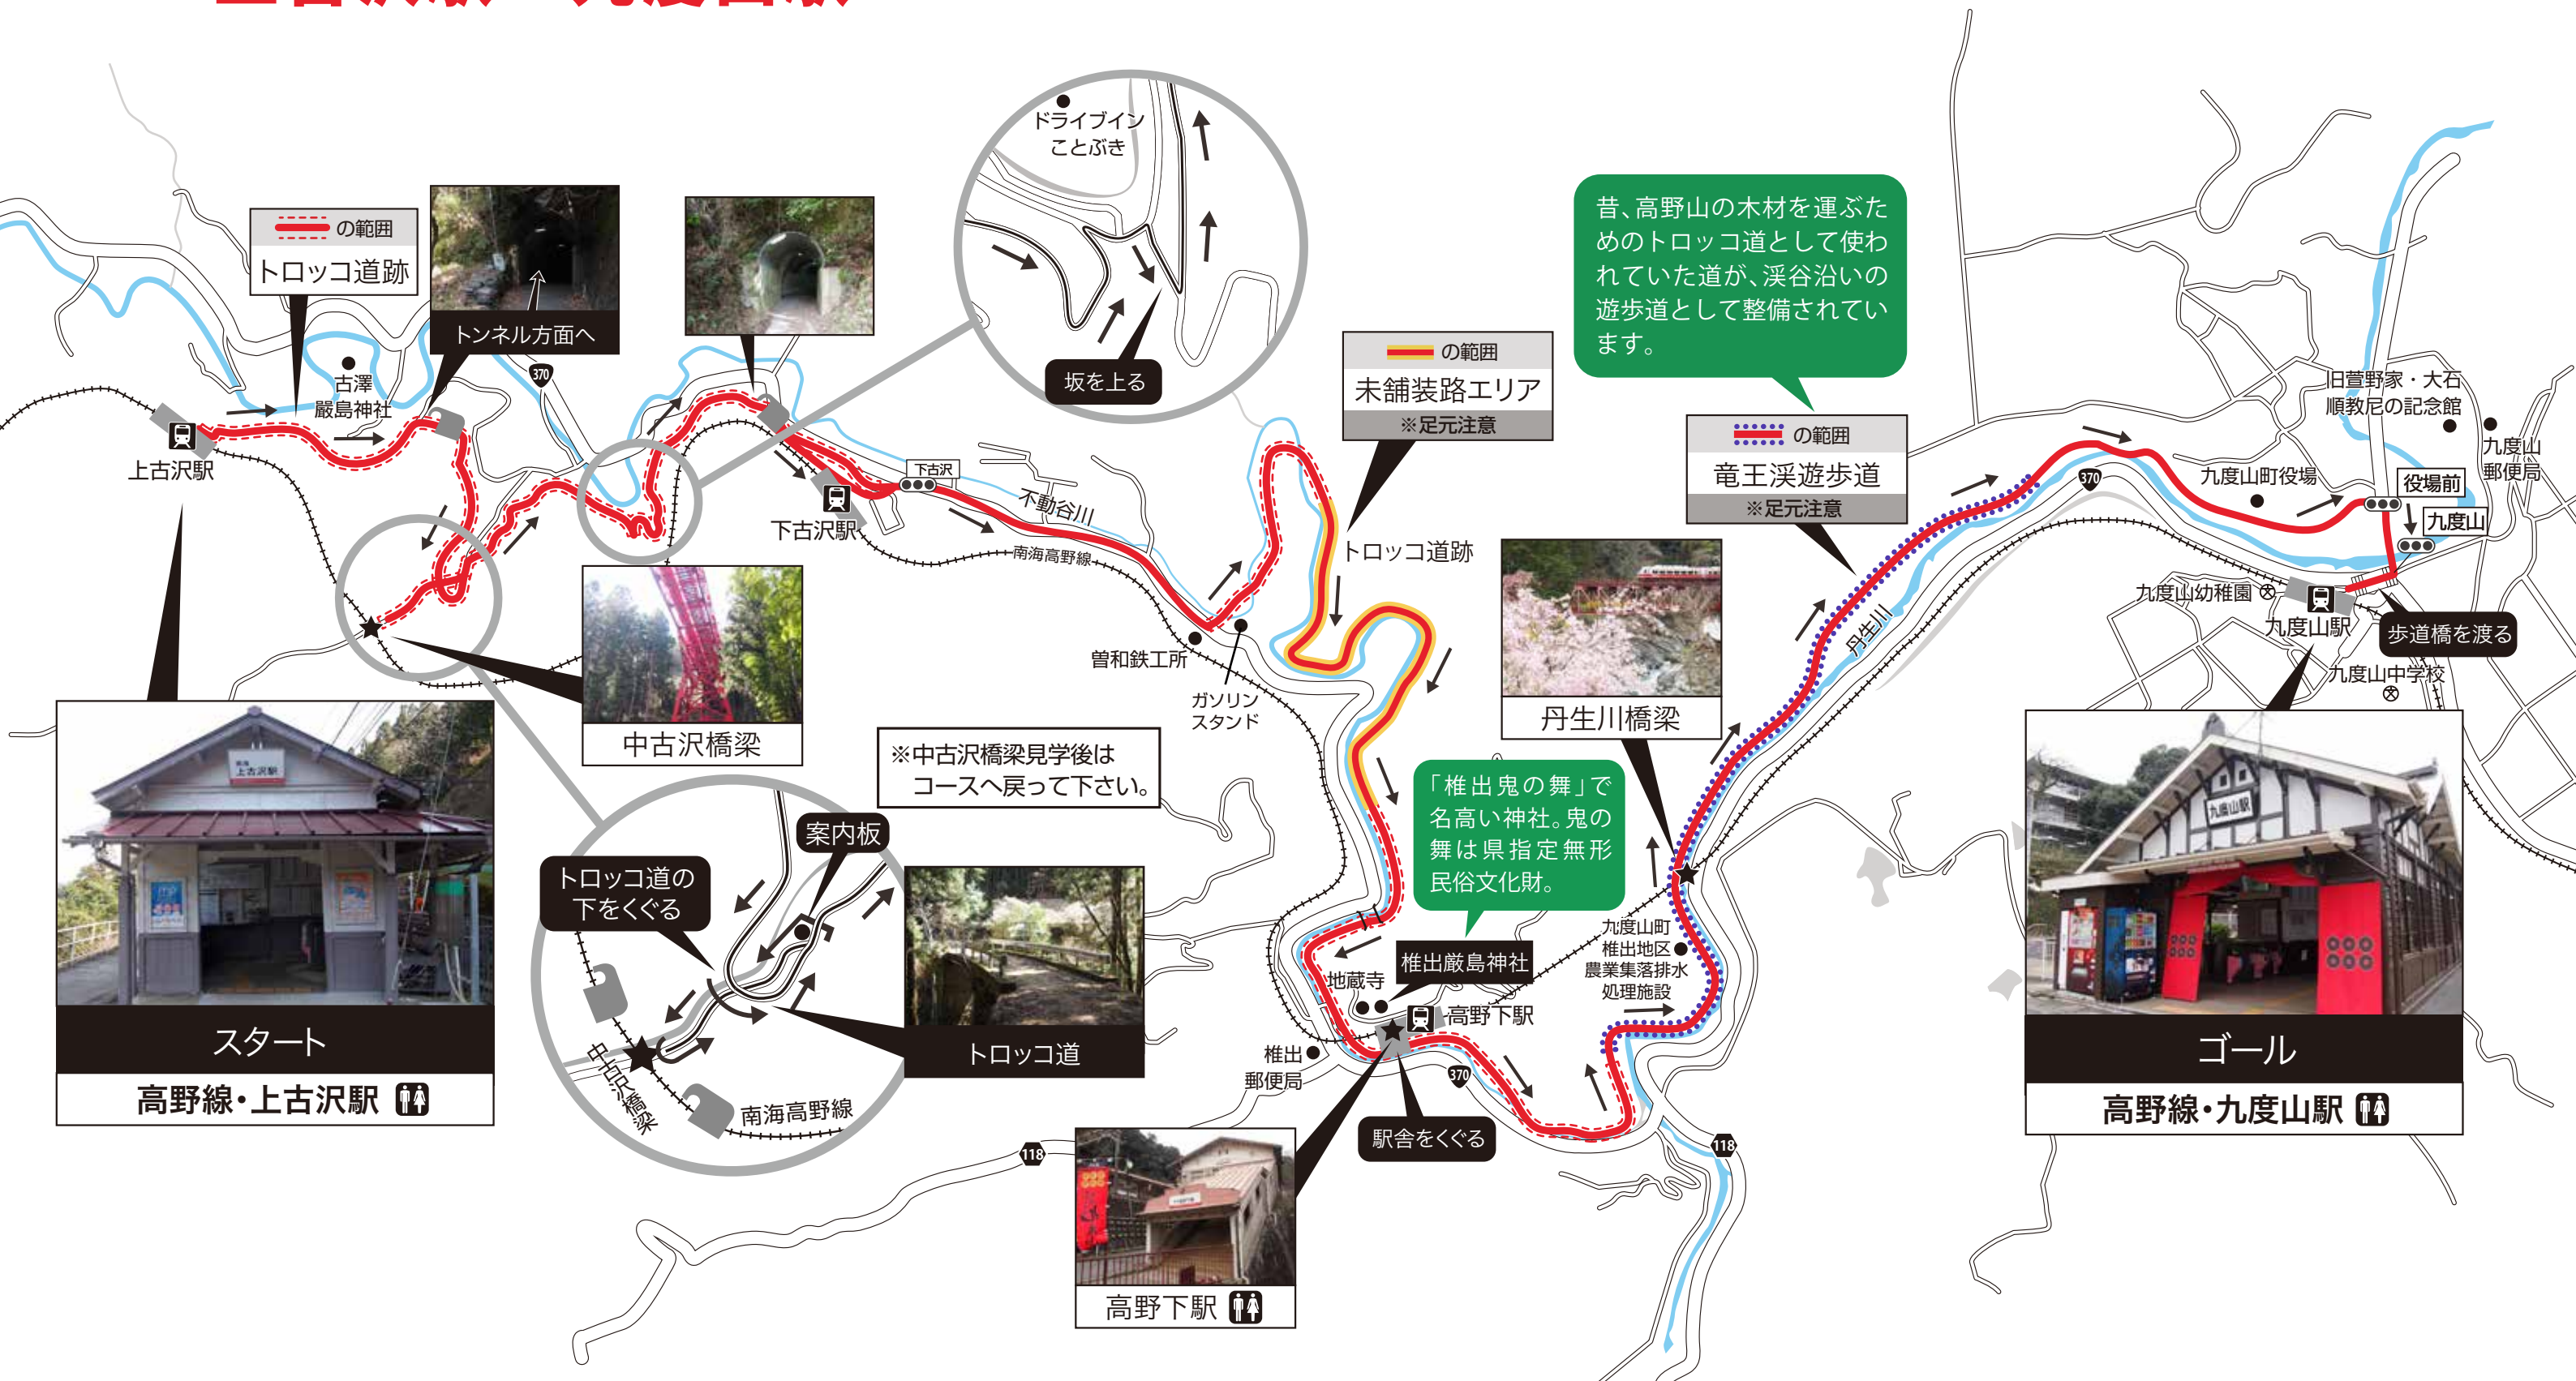 上古沢駅 九度山駅
の範囲
トロッコ道跡
トンネル方面へ
古澤
嚴島神社
上古沢駅
370
ドライブイン
ことぶき
坂を上る
下古沢
下古沢駅
不動谷川
南海高野線
の範囲
未舗装路エリア
※足元注意
トロッコ道跡
昔、高野山の木材を運ぶた
めのトロッコ道として使わ
れていた道が、渓谷沿いの
遊歩道として整備されてい
ます。
の範囲
竜王渓遊歩道
※足元注意
旧萱野家・大石
順教尼の記念館
九度山
郵便局
九度山町役場
役場前
九度山
370
九度山幼稚園
九度山駅
歩道橋を渡る
九度山中学校
丹生川
丹生川橋梁
曽和鉄工所
ガソリン
スタンド
中古沢橋梁
※中古沢橋梁見学後は
コースへ戻って下さい。
上古沢駅
スタート
高野線・上古沢駅
案内板
トロッコ道の
下をくぐる
トロッコ道
中古沢橋梁
南海高野線
「椎出鬼の舞」で
名高い神社。鬼の
舞は県指定無形
民俗文化財。
椎出厳島神社
地蔵寺
高野下駅
椎出
郵便局
九度山町
椎出地区
農業集落排水
処理施設
370
駅舎をくぐる
118
118
高野下駅
九度山駅
ゴール
高野線・九度山駅